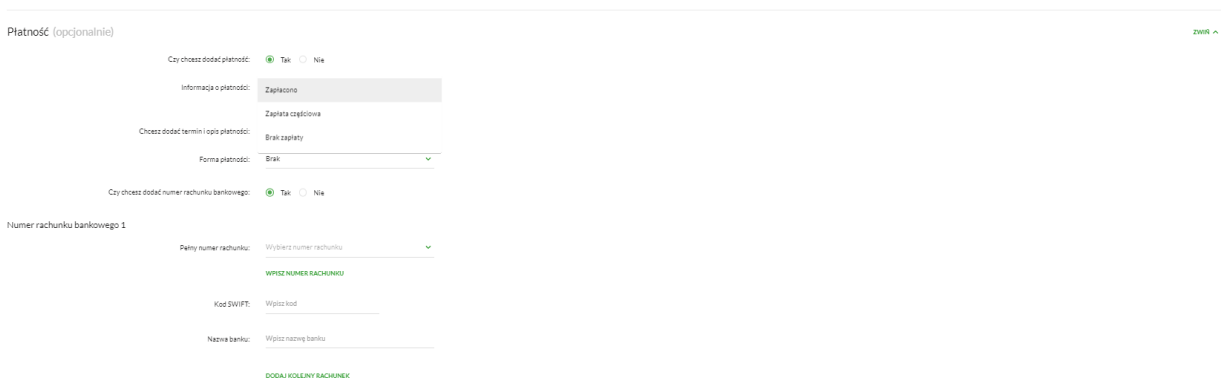 Płatność (opcjonalnie)
ZWIŃ
Czy chcesz dodać płatność: Tak Nie
Informacja o płatności: Zapłacono
Zapłata częściowa
Chcesz dodać termin i opis płatności:
Brak zapłaty
Forma płatności: Brak
Czy chcesz dodać numer rachunku bankowego: Tak Nie
Numer rachunku bankowego 1
Pełny numer rachunku: Wybierz numer rachunku
WPISZ NUMER RACHUNKU
Kod SWIFT: Wpisz kod
Nazwa banku: Wpisz nazwę banku
DODAJ KOLEJNY RACHUNEK